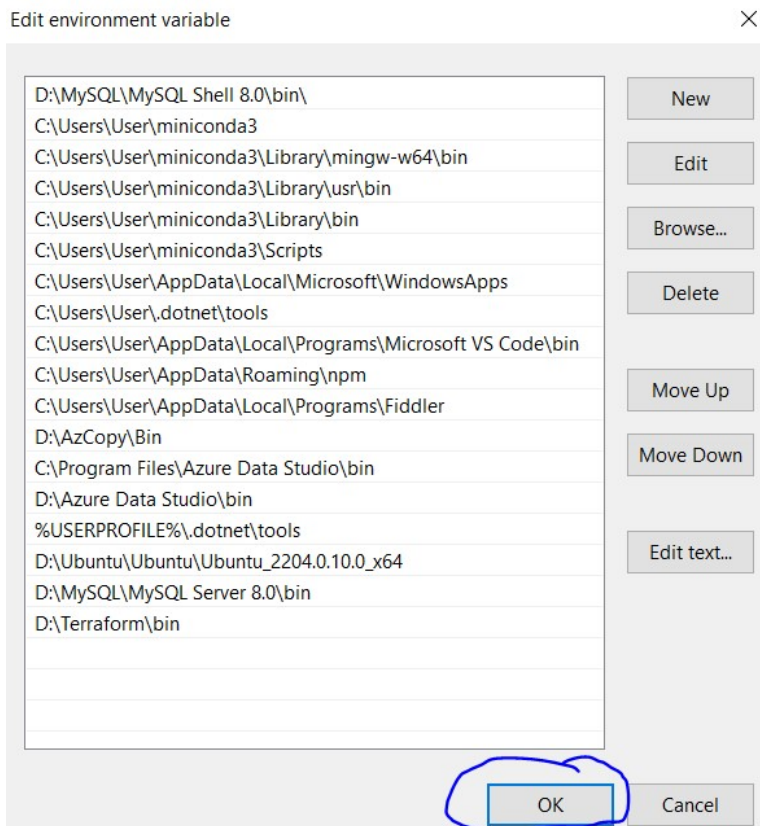 Edit environment variable
D:\MySQL\MySQL Shell 8.0\bin\
New
C:\Users\User\miniconda3
C:\Users\User\miniconda3\Library\mingw-w64\bin
Edit
C:\Users\User\miniconda3\Library\usr\bin
C:\Users\User\miniconda3\Library\bin
Browse...
C:\Users\User\miniconda3\Scripts
C:\Users\User\AppData\Local\Microsoft\WindowsApps
Delete
C:\Users\User\.dotnet\tools
C:\Users\User\AppData\Local\Programs\Microsoft VS Code\bin
C:\Users\User\AppData\Roaming\npm
Move Up
C:\Users\User\AppData\Local\Programs\Fiddler
D:\AzCopy\Bin
Move Down
C:\Program Files\Azure Data Studio\bin
D:\Azure Data Studio\bin
%USERPROFILE%\.dotnet\tools
Edit text...
D:\Ubuntu\Ubuntu\Ubuntu_2204.0.10.0_x64
D:\MySQL\MySQL Server 8.0\bin
D:\Terraform\bin
OK
Cancel